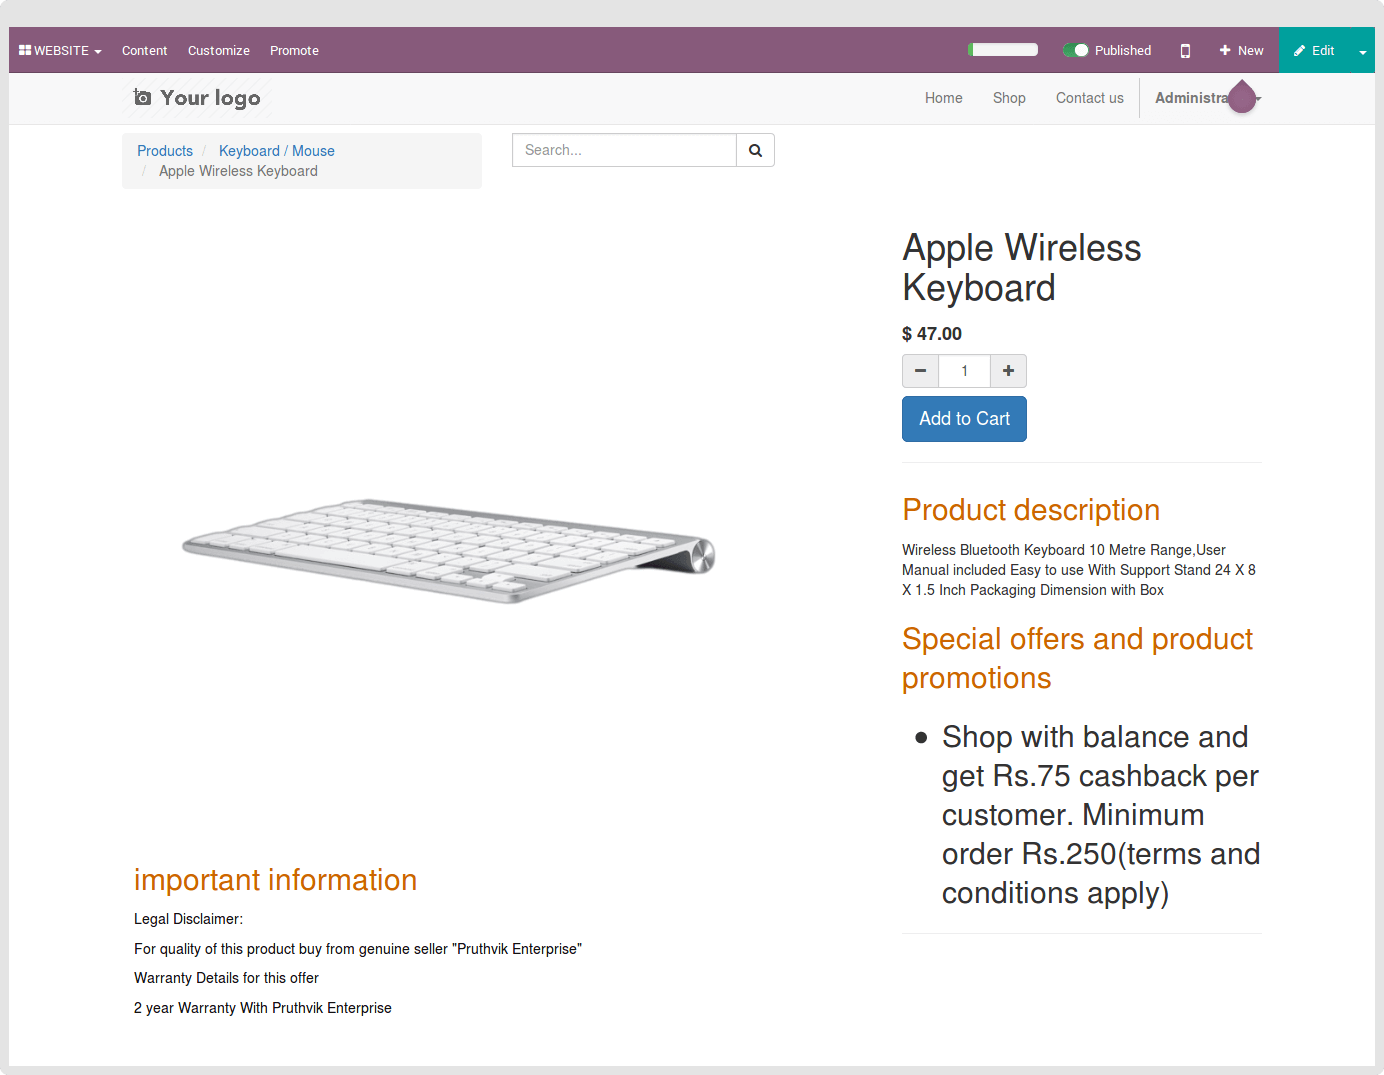 WEBSITE Content Customize Promote Published New Edit
Your logo Home Shop Contact us
Products / Keyboard / Mouse
/ Apple Wireless Keyboard
Search...
Apple Wireless
Keyboard
$ 47.00
1
Add to Cart
Product description
Wireless Bluetooth Keyboard 10 Metre Range,User
Manual included Easy to use With Support Stand 24 X 8
X 1.5 Inch Packaging Dimension with Box
Special offers and product
promotions
Shop with balance and
get Rs.75 cashback per
customer. Minimum
order Rs.250(terms and
conditions apply)
important information
Legal Disclaimer:
For quality of this product buy from genuine seller "Pruthvik Enterprise"
Warranty Details for this offer
2 year Warranty With Pruthvik Enterprise